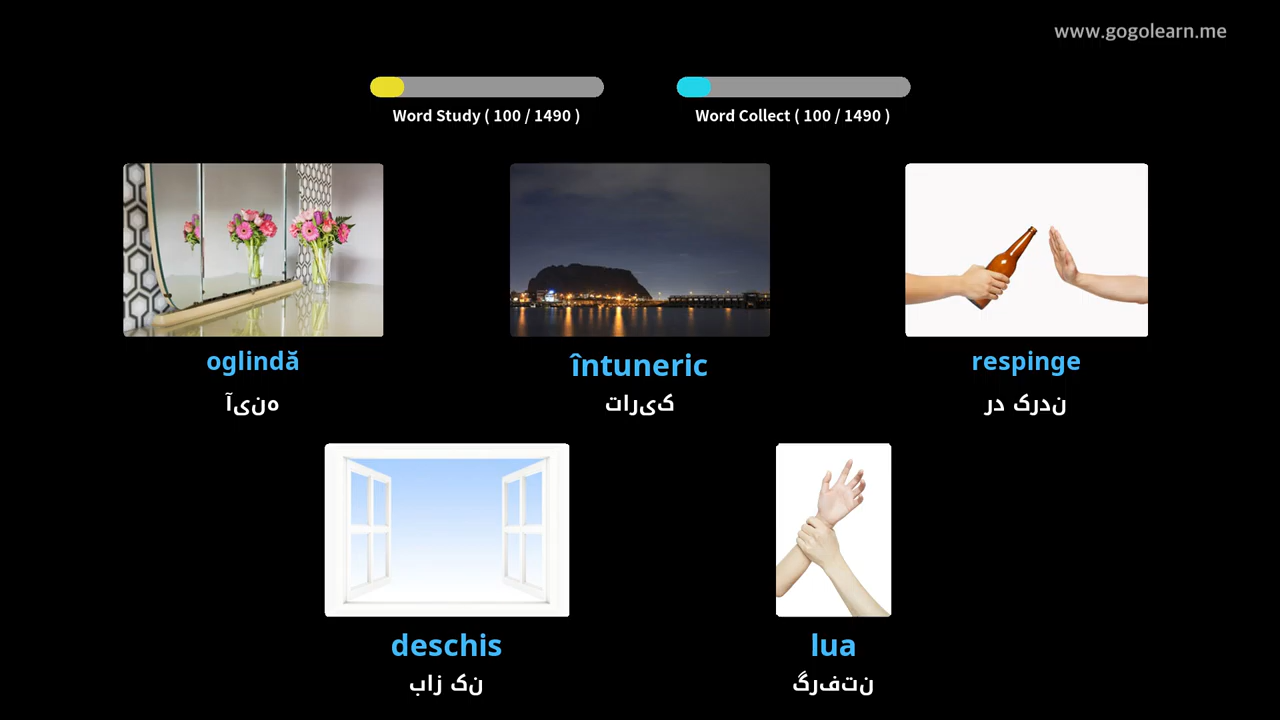 www.gogolearn.me
Word Study ( 100 / 1490 )
Word Collect ( 100 / 1490 )
oglindă
هنیآ
întuneric
کیرات
respinge
ندرک در
deschis
نک زاب
lua
نتفرگ